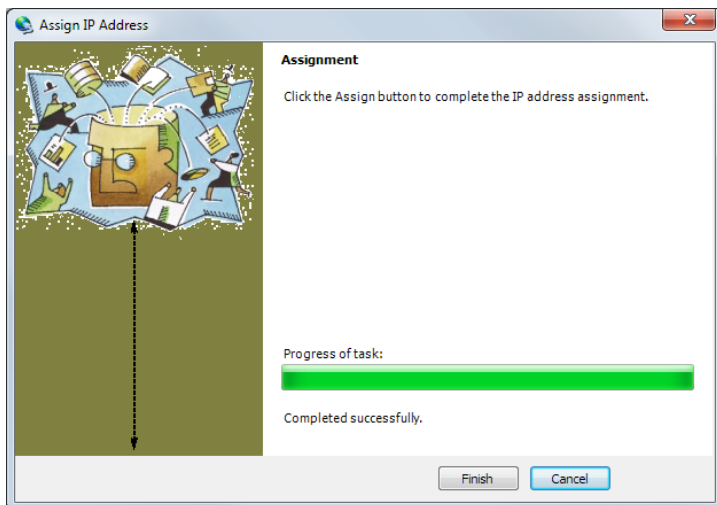 Assign IP Address
Assignment
Click the Assign button to complete the IP address assignment.
Progress of task:
Completed successfully.
Finish
Cancel